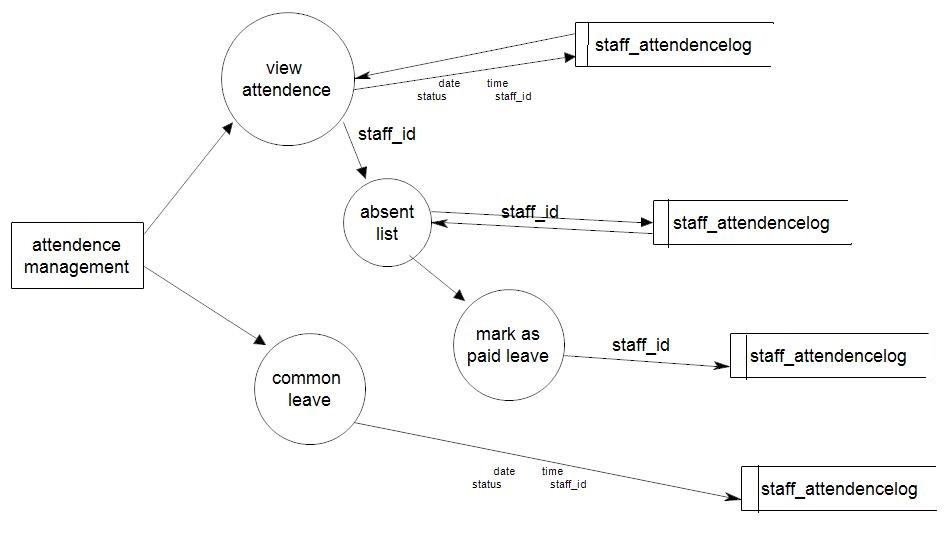 view
attendence
staff_attendencelog
date time
status staff_id
staff_id
absent
list
staff_id
staff_attendencelog
attendence
management
mark as
paid leave
staff_id
staff_attendencelog
common
leave
date time
status staff_id
staff_attendencelog